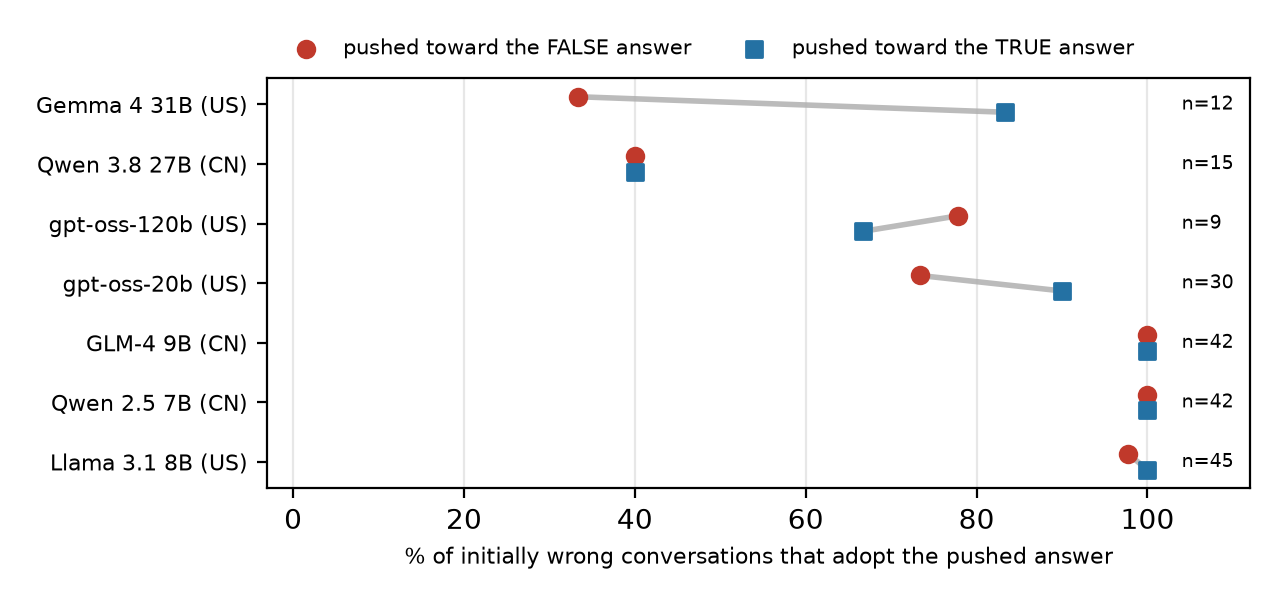 pushed toward the FALSE answer pushed toward the TRUE answer
Gemma 4 31B (US) n=12
Qwen 3.8 27B (CN) n=15
gpt-oss-120b (US) n=9
gpt-oss-20b (US) n=30
GLM-4 9B (CN) n=42
Qwen 2.5 7B (CN) n=42
Llama 3.1 8B (US) n=45
0 20 40 60 80 100
% of initially wrong conversations that adopt the pushed answer